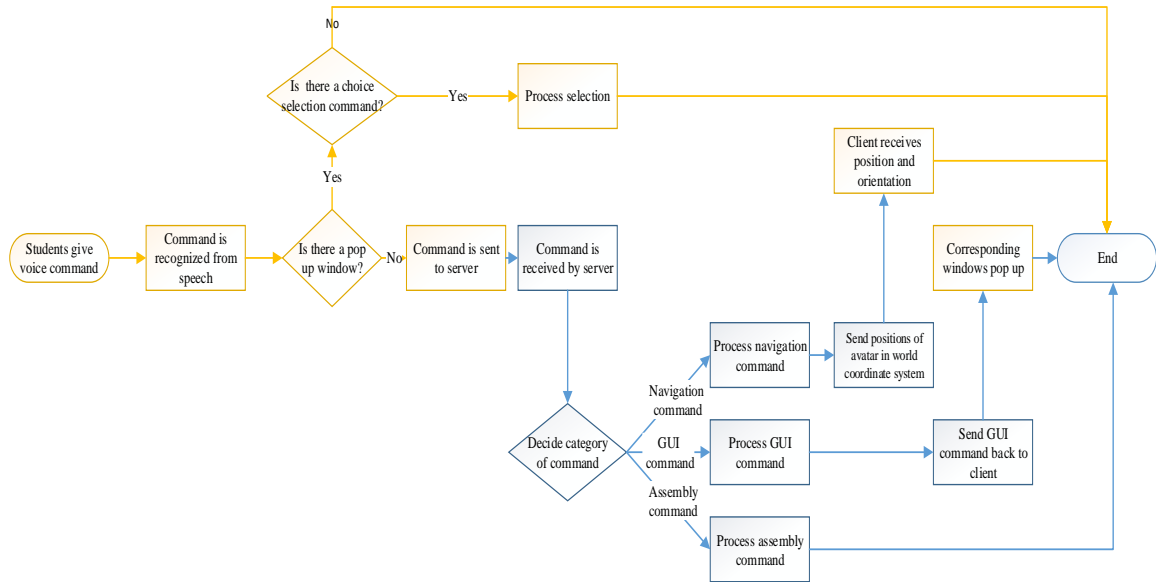 No
Is there a choice
selection command?
Yes
Process selection
Client receives
position and
orientation
Yes
Students give
voice command
Command is
recognized from
speech
Is there a pop
up window?
No
Command is sent
to server
Command is
received by server
Corresponding
windows pop up
End
Process navigation
command
Send positions of
avatar in world
coordinate system
Navigation
command
Decide category
of command
GUI
command
Process GUI
command
Send GUI
command back to
client
Assembly
command
Process assembly
command